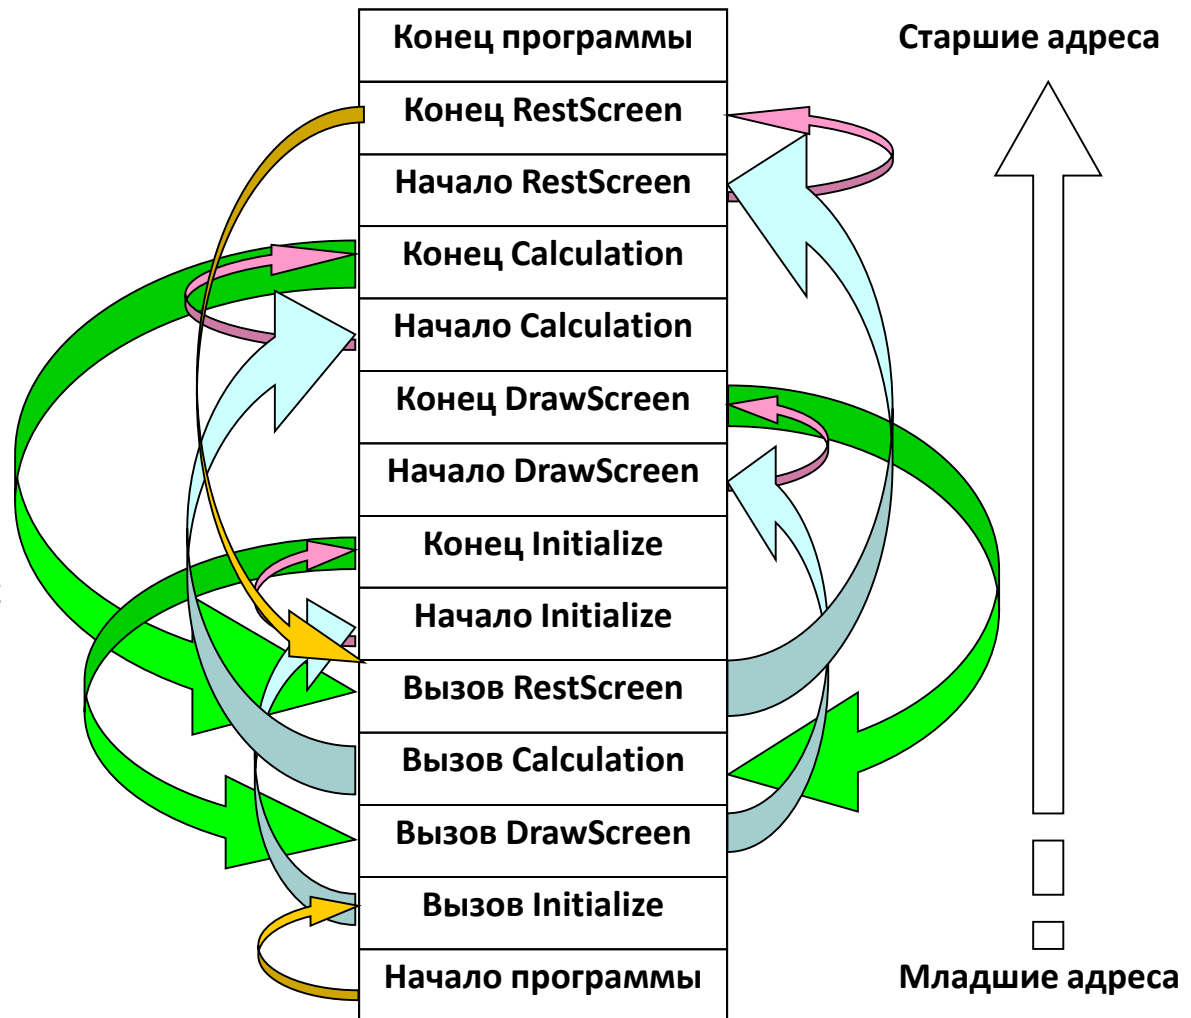 Конец программы
Старшие адреса
Конец RestScreen
Начало RestScreen
Конец Calculation
Начало Calculation
Конец DrawScreen
Начало DrawScreen
Конец Initialize
Начало Initialize
Вызов RestScreen
Вызов Calculation
Вызов DrawScreen
Вызов Initialize
Начало программы
Младшие адреса